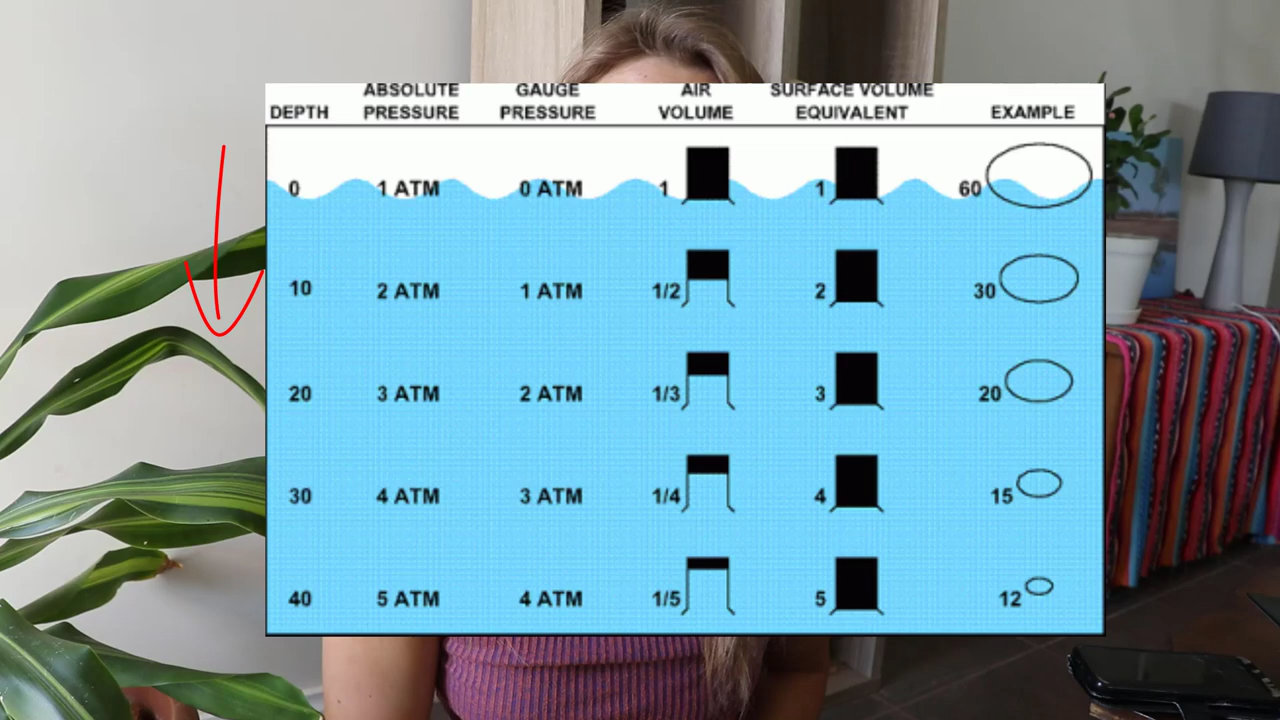 ABSOLUTE GAUGE AIR SURFACE VOLUME
DEPTH PRESSURE PRESSURE VOLUME EQUIVALENT EXAMPLE
0 1 ATM 0 ATM 1 1 60
10 2 ATM 1 ATM 1/2 2 30
20 3 ATM 2 ATM 1/3 3 20
30 4 ATM 3 ATM 1/4 4 15
40 5 ATM 4 ATM 1/5 5 12